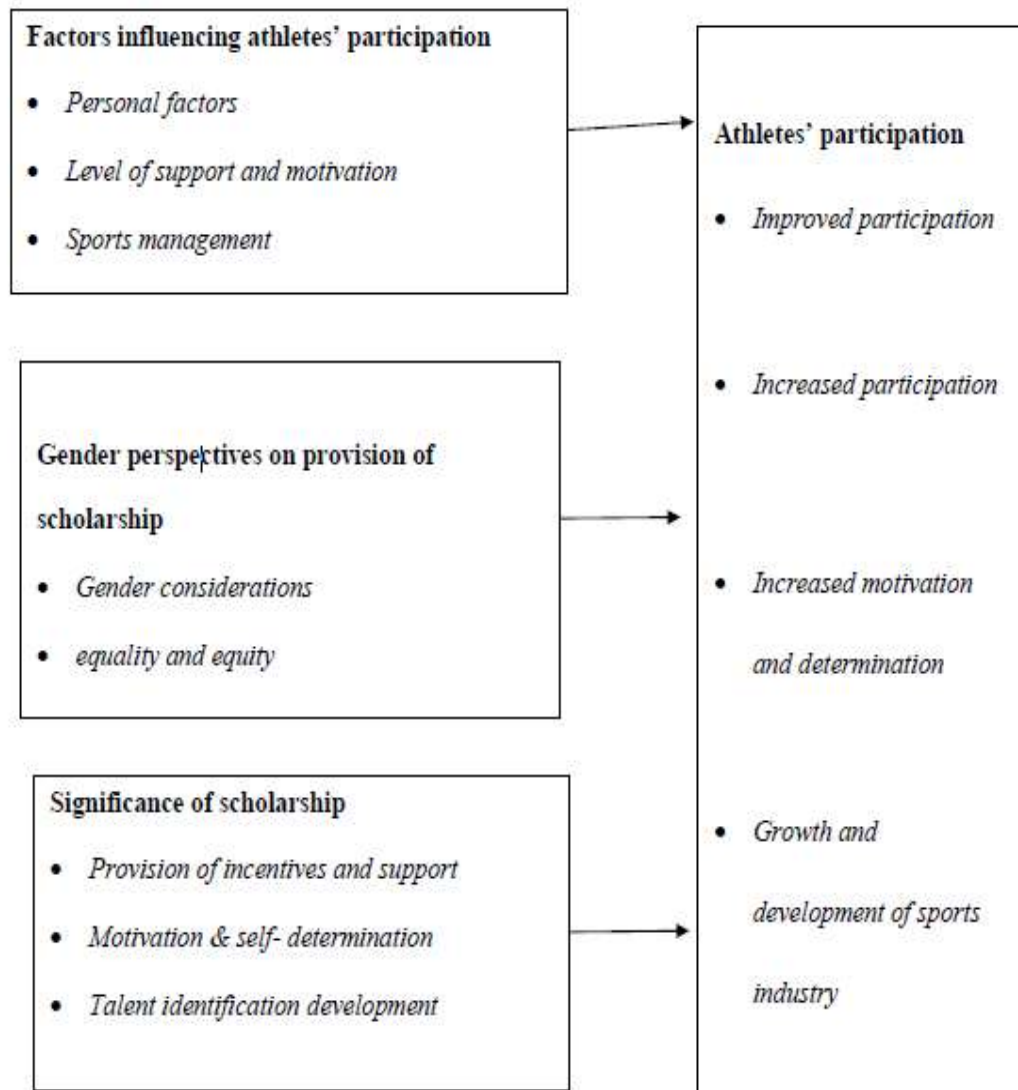 Factors influencing athletes’ participation
• Personal factors
• Level of support and motivation
• Sports management
Gender perspectives on provision of
scholarship
• Gender considerations
• equality and equity
Significance of scholarship
• Provision of incentives and support
• Motivation & self- determination
• Talent identification development
Athletes’ participation
• Improved participation
• Increased participation
• Increased motivation
and determination
• Growth and
development of sports
industry